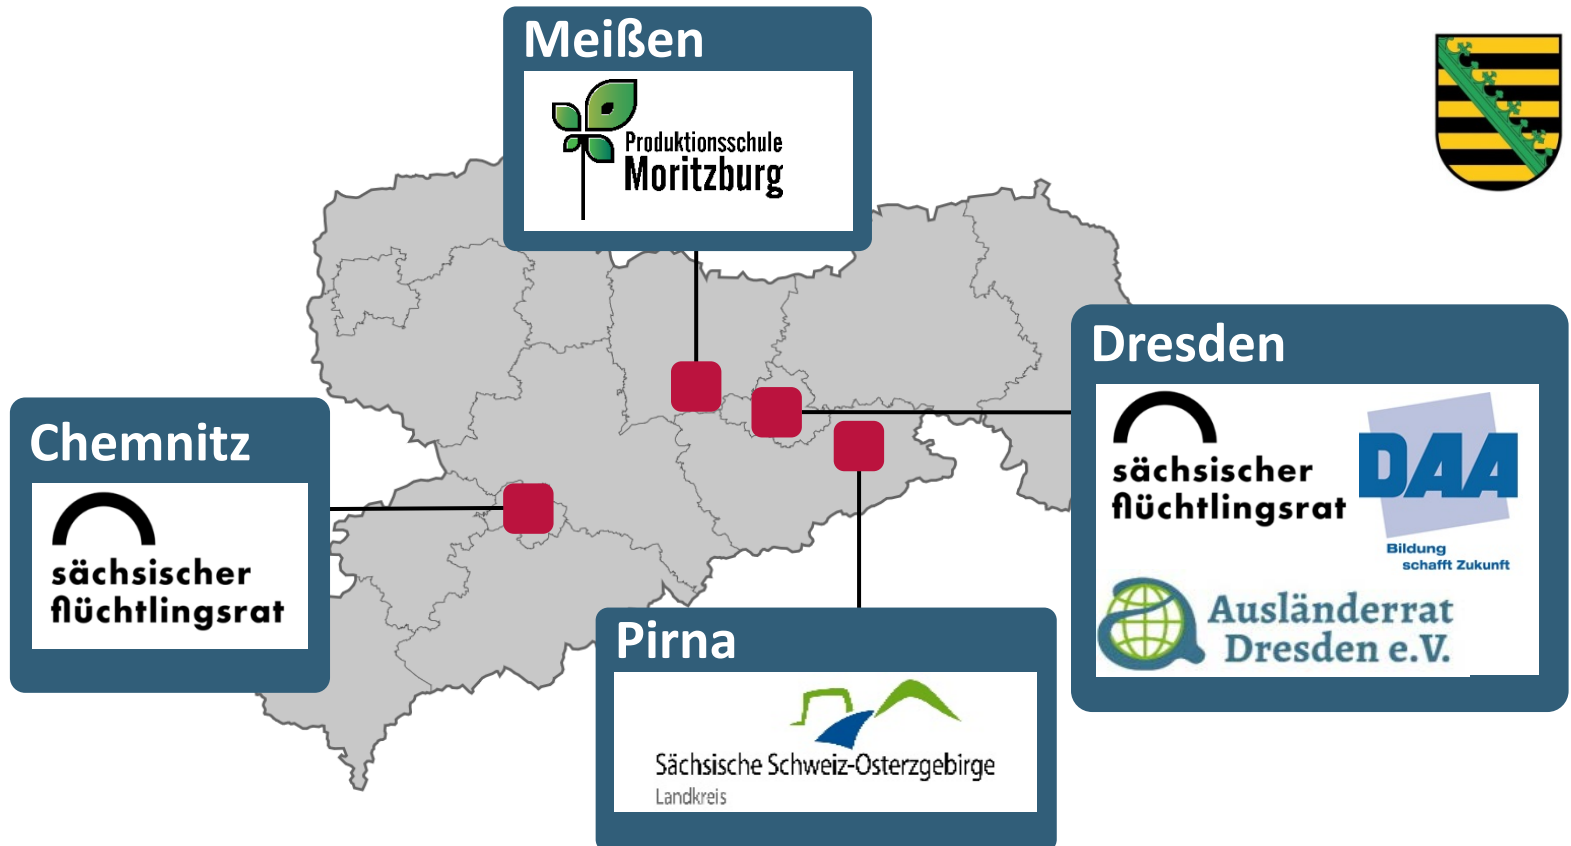 Meißen
Produktionsschule
Moritzburg
Dresden
sächsischer
flüchtlingsrat
DAA
Bildung
schafft Zukunft
Ausländerrat
Dresden e.V.
Chemnitz
sächsischer
flüchtlingsrat
Pirna
Sächsische Schweiz-Osterzgebirge
Landkreis